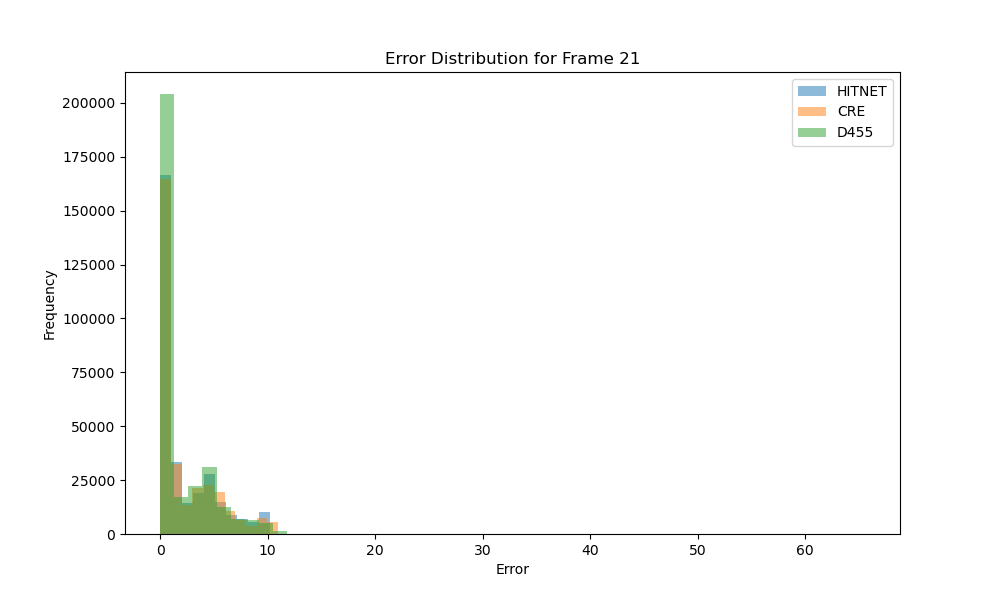 Error Distribution for Frame 21
HITNET
CRE
D455
200000
175000
150000
125000
100000
75000
50000
25000
0
Frequency
0 10 20 30 40 50 60
Error